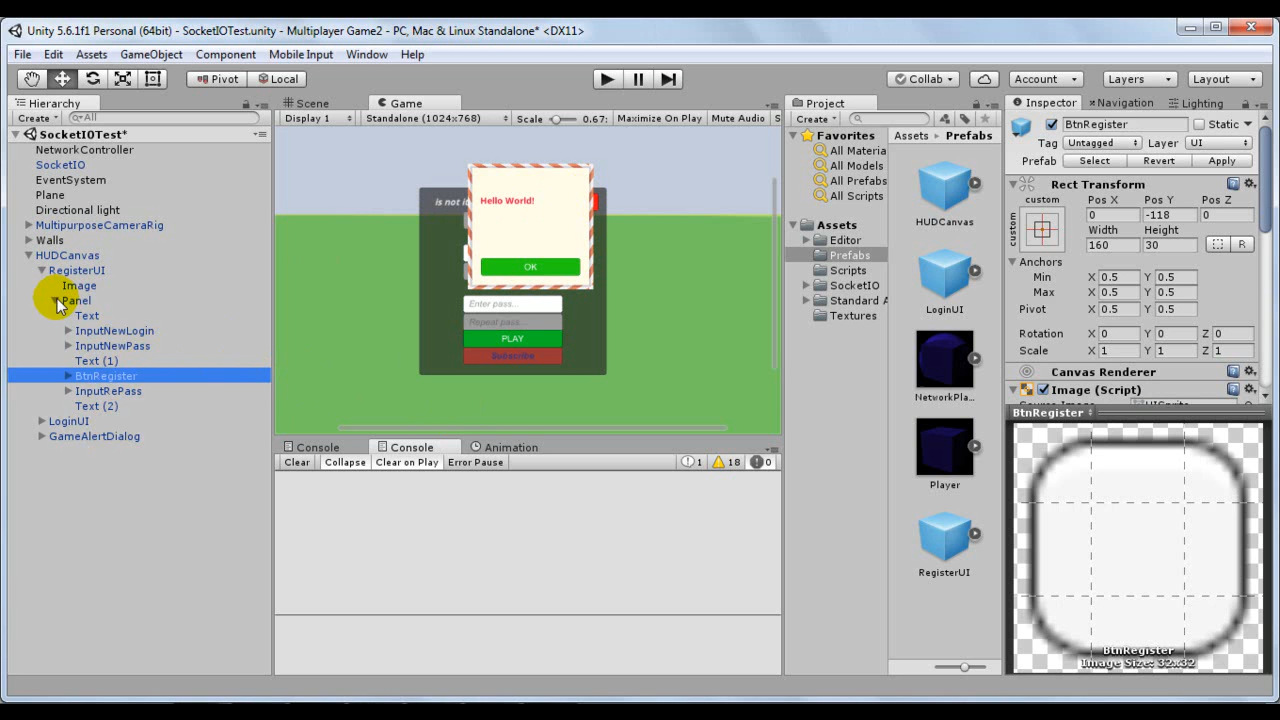 Unity 5.6.1f1 Personal (64bit) - SocketIOTest.unity - Multiplayer Game2 - PC, Mac & Linux Standalone* <DX11>
File Edit Assets GameObject Component Mobile Input Window Help
Pivot Local Collab Account Layers Layout
Hierarchy
Create All
SocketIOTest*
NetworkController
SocketIO
EventSystem
Plane
Directional light
MultipurposeCameraRig
Walls
HUDCanvas
RegisterUI
Image
Panel
Text
InputNewLogin
InputNewPass
Text (1)
BtnRegister
InputRePass
Text (2)
LoginUI
GameAlertDialog
Scene Game
Display 1 Standalone (1024x768) Scale 0.67: Maximize On Play Mute Audio S
is not i
Hello World!
OK
Enter pass...
Repeat pass...
PLAY
Subscribe
Console Console Animation
Clear Collapse Clear on Play Error Pause 1 18 0
Project
Create
Favorites
All Materia
All Models
All Prefabs
All Scripts
Assets
Editor
Prefabs
Scripts
SocketIO
Standard A
Textures
Assets Prefabs
HUDCanvas
LoginUI
NetworkPla...
Player
RegisterUI
Inspector Navigation Lighting
BtnRegister Static
Tag Untagged Layer UI
Prefab Select Revert Apply
Rect Transform
custom Pos X Pos Y Pos Z
custom 0 -118 0
Width Height
160 30 R
Anchors
Min X 0.5 Y 0.5
Max X 0.5 Y 0.5
Pivot X 0.5 Y 0.5
Rotation X 0 Y 0 Z 0
Scale X 1 Y 1 Z 1
Canvas Renderer
Image (Script)
BtnRegister
BtnRegister
Image Size: 32x32